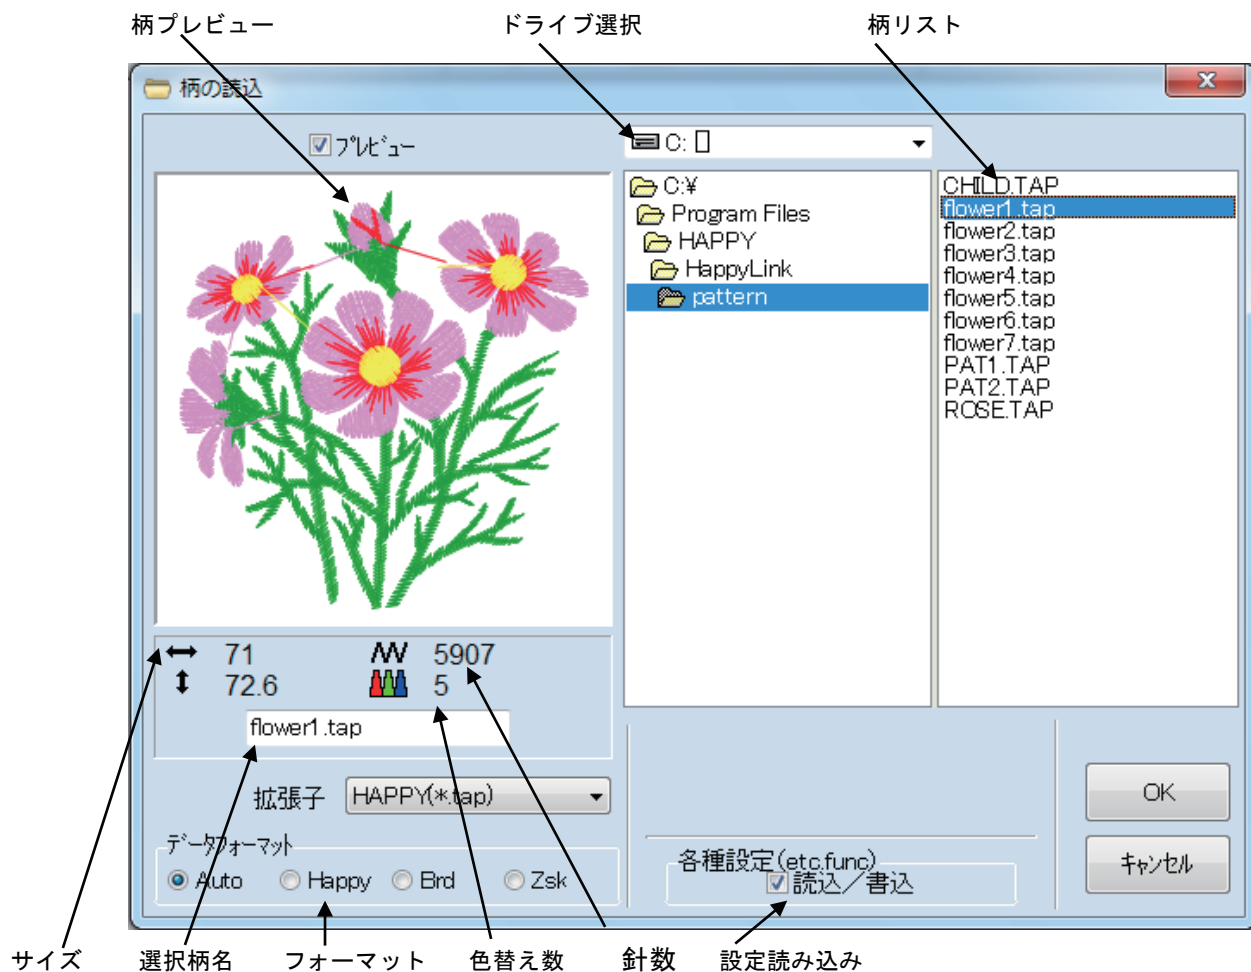 柄プレビュー
ドライブ選択
柄リスト
柄の読込
プレビュー
C:
C:¥
Program Files
HAPPY
HappyLink
pattern
CHILD.TAP
flower1.tap
flower2.tap
flower3.tap
flower4.tap
flower5.tap
flower6.tap
flower7.tap
PAT1.TAP
PAT2.TAP
ROSE.TAP
71
5907
72.6
5
flower1.tap
拡張子 HAPPY(*.tap)
データフォーマット
Auto Happy Brd Zsk
各種設定(etc.func)
読込/書込
OK
キャンセル
サイズ
選択柄名
フォーマット
色替え数
針数
設定読み込み